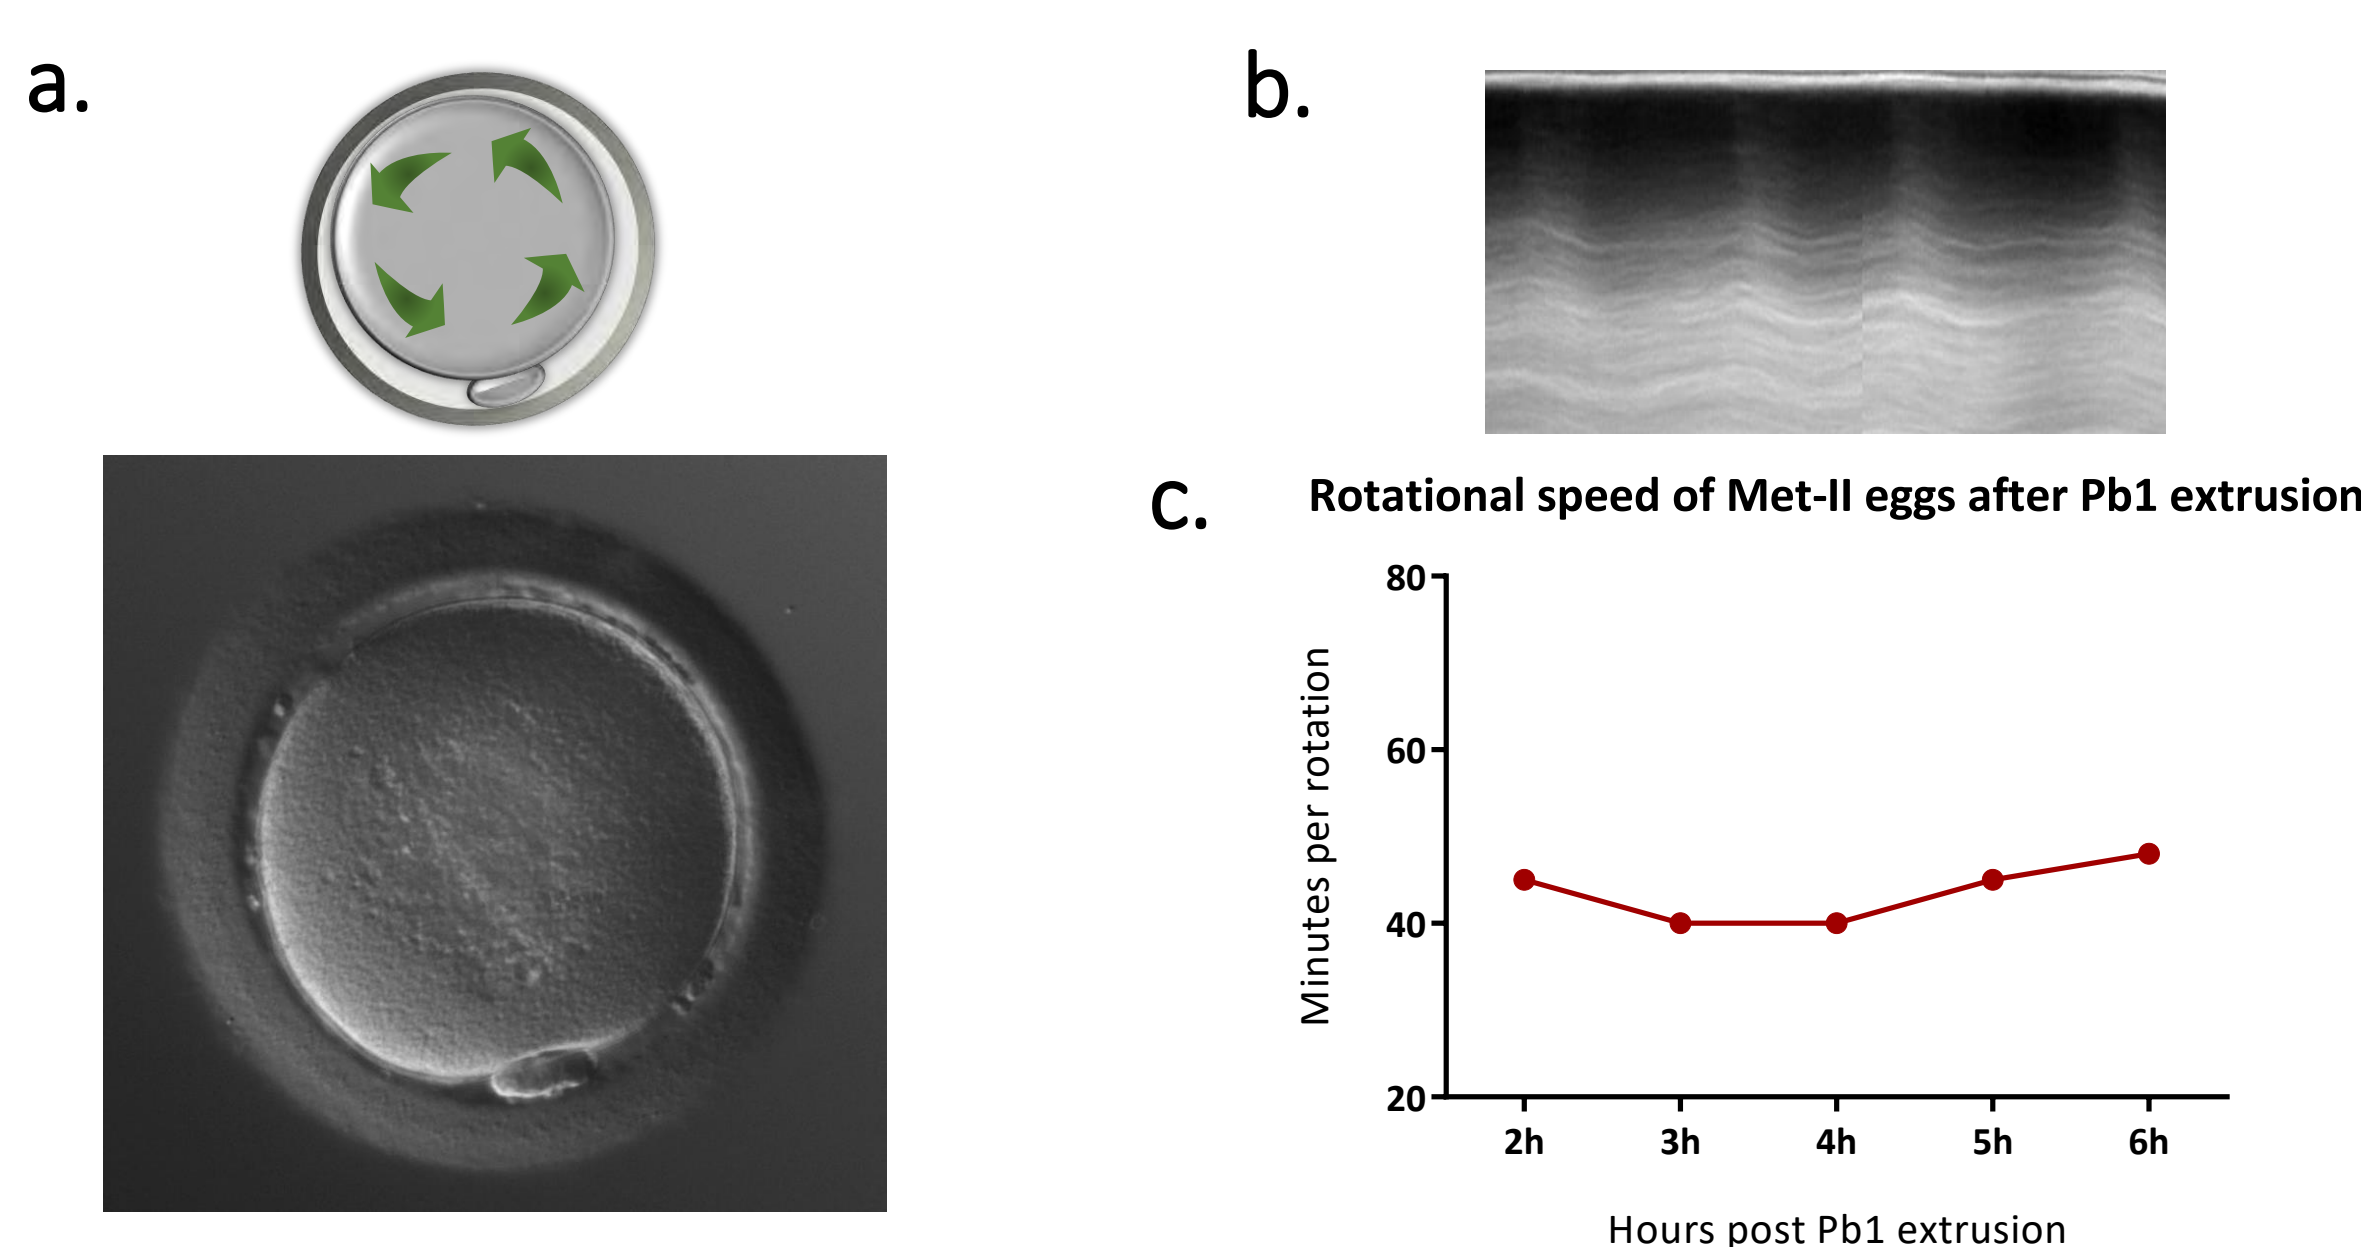 a.
b.
c.
Rotational speed of Met-II eggs after Pb1 extrusion
Minutes per rotation
80
60
40
20
2h 3h 4h 5h 6h
Hours post Pb1 extrusion